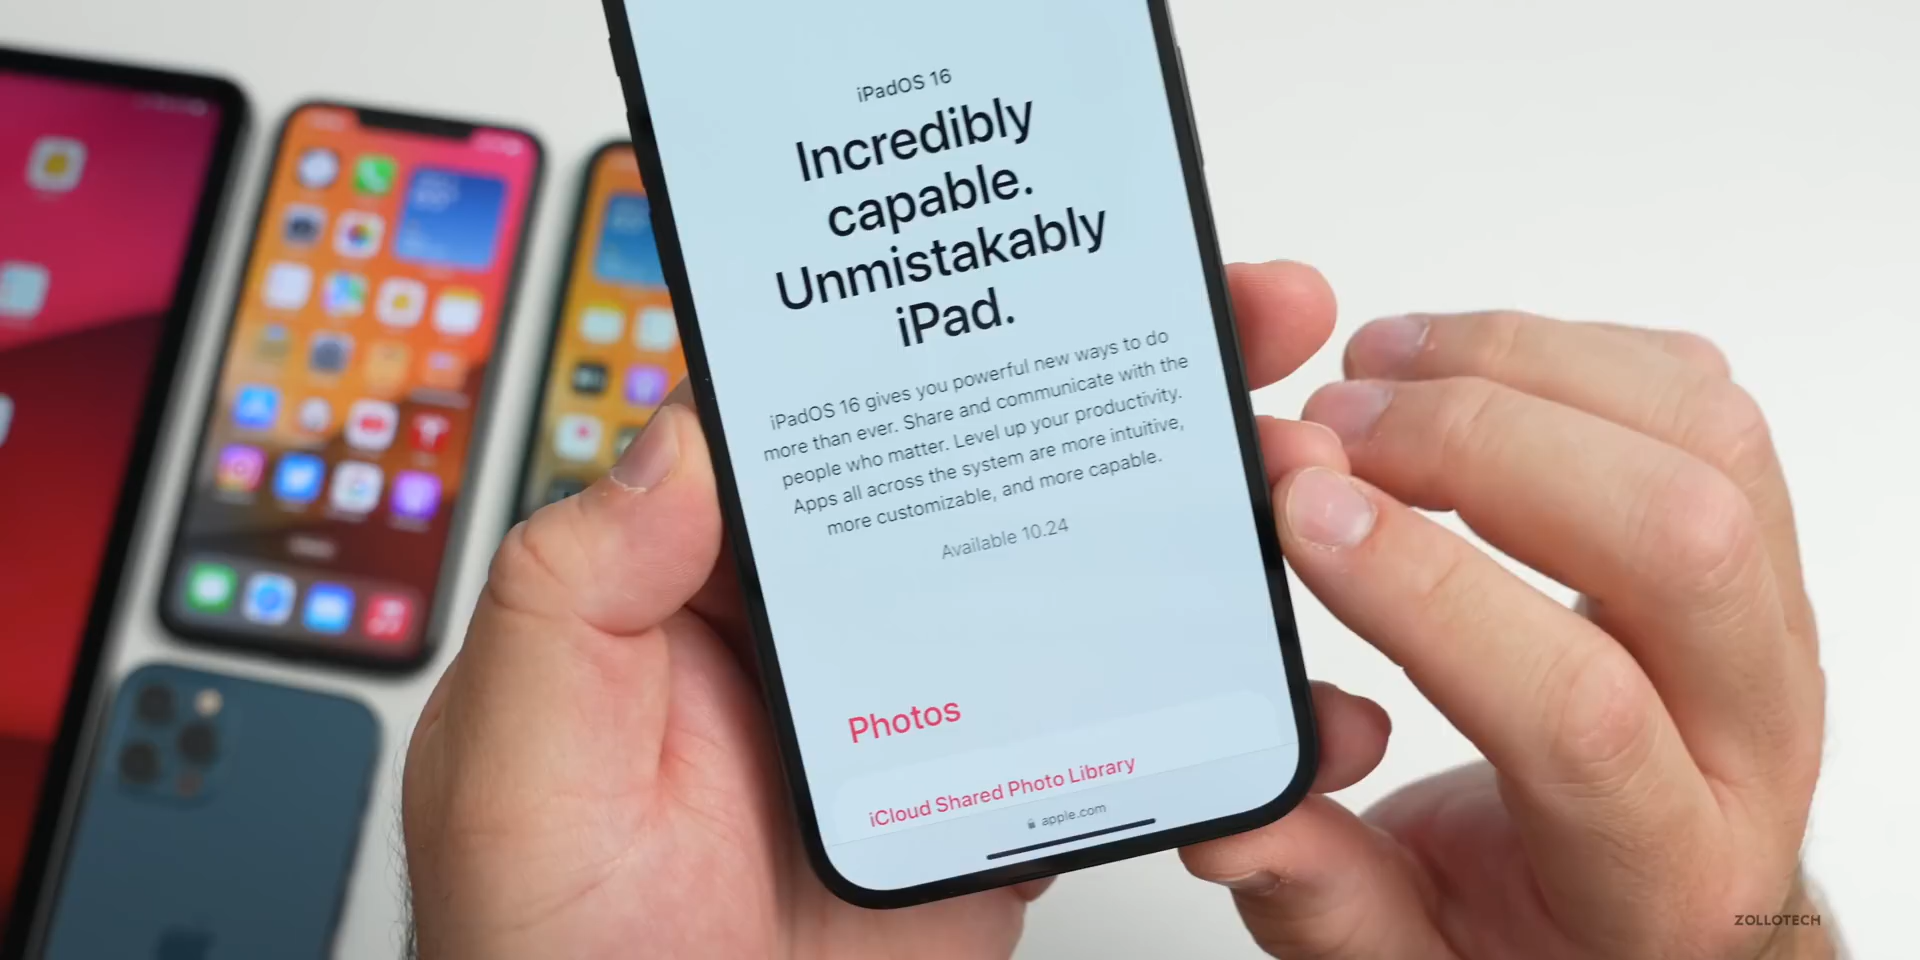 iPadOS 16
Incredibly
capable.
Unmistakably
iPad.
iPadOS 16 gives you powerful new ways to do
more than ever. Share and communicate with the
people who matter. Level up your productivity.
Apps all across the system are more intuitive,
more customizable, and more capable.
Available 10.24
Photos
iCloud Shared Photo Library
apple.com
ZOLLOTECH